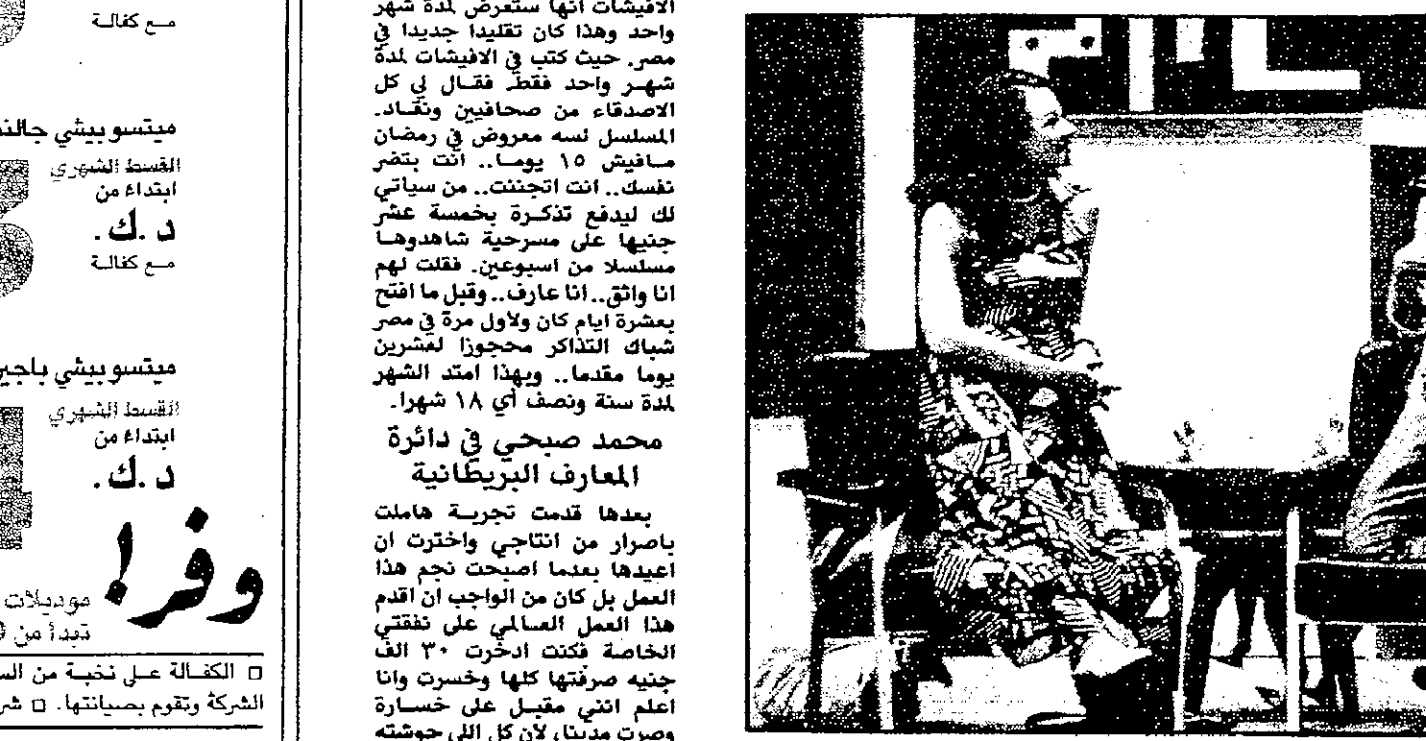 الافيشات انها ستعرض لمدة شهر
واحد وهذا كان تقليدا جديدا في
مصر. حيث كتب في الافيشات لمدة
شهر واحد فقط فقال لي كل
الاصدقاء من صحافيين ونقاد.
المسلسل لسه معروض في رمضان
مافيش ١٥ يوما.. انت بتضر
نفسك.. انت اتجننت.. من سياتي
لك ليدفع تذكرة بخمسة عشر
جنيها على مسرحية شاهدوها
مسلسلا من اسبوعين. فقلت لهم
انا واثق.. انا عارف.. وقبل ما افتح
بعشرة ايام كان ولاول مرة في مصر
شباك التذاكر محجوزا لعشرين
يوما مقدما.. وبهذا امتد الشهر
لمدة سنة ونصف أي ١٨ شهرا.
محمد صبحي في دائرة
المعارف البريطانية
بعدها قدمت تجربة هاملت
باصرار من انتاجي واخترت ان
اعيدها بعدما اصبحت نجم هذا
العمل بل كان من الواجب ان اقدم
هذا العمل العالمي على نفقتي
الخاصة فكنت ادخرت ٣٠ الف
جنيه صرفتها كلها وخسرت وانا
اعلم انني مقبل على خسارة
وصرت مدينا، لان كل اللي حوشته
مع كفالة
ميتسوبيشي
القسط الشهري
ابتداء من
د.ك.
مع كفالة
ميتسوبيشي
القسط الشهري
ابتداء من
د.ك.
وفر!
موديلات
تبدأ من
□ الكفالة على نخبة من
الشركة وتقوم بصيانتها. □